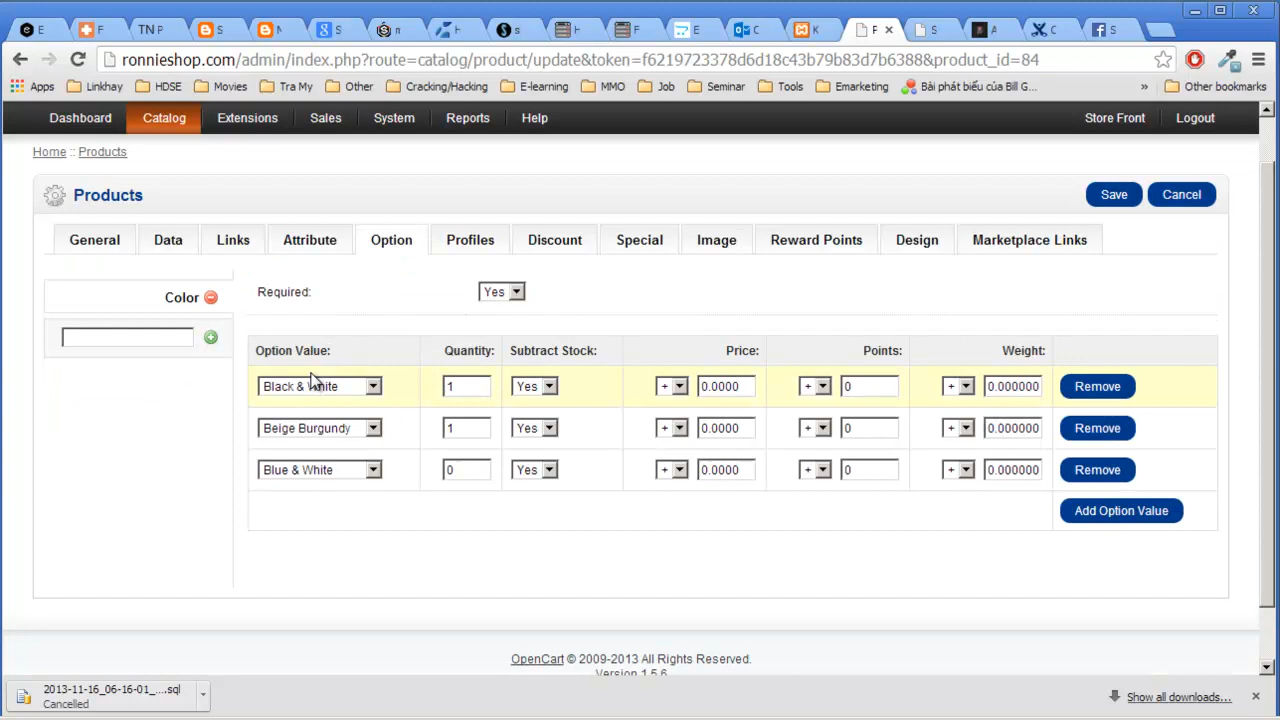 E F TN P S N S n H s H F E C K F S A C S
ronnieshop.com/admin/index.php?route=catalog/product/update&token=f6219723378d6d18c43b79b83d7b6388&product_id=84
Apps Linkhay HDSE Movies Tra My Other Cracking/Hacking E-learning MMO Job Seminar Tools Emarketing Bài phát biểu của Bill G... » Other bookmarks
Dashboard Catalog Extensions Sales System Reports Help Store Front Logout
Home :: Products
Products Save Cancel
General Data Links Attribute Option Profiles Discount Special Image Reward Points Design Marketplace Links
Color Required: Yes
Option Value: Quantity: Subtract Stock: Price: Points: Weight:
Black & White 1 Yes + 0.0000 + 0 + 0.000000 Remove
Beige Burgundy 1 Yes + 0.0000 + 0 + 0.000000 Remove
Blue & White 0 Yes + 0.0000 + 0 + 0.000000 Remove
Add Option Value
OpenCart © 2009-2013 All Rights Reserved.
Version 1.5.6
2013-11-16_06-16-01_....sql
Cancelled
Show all downloads...